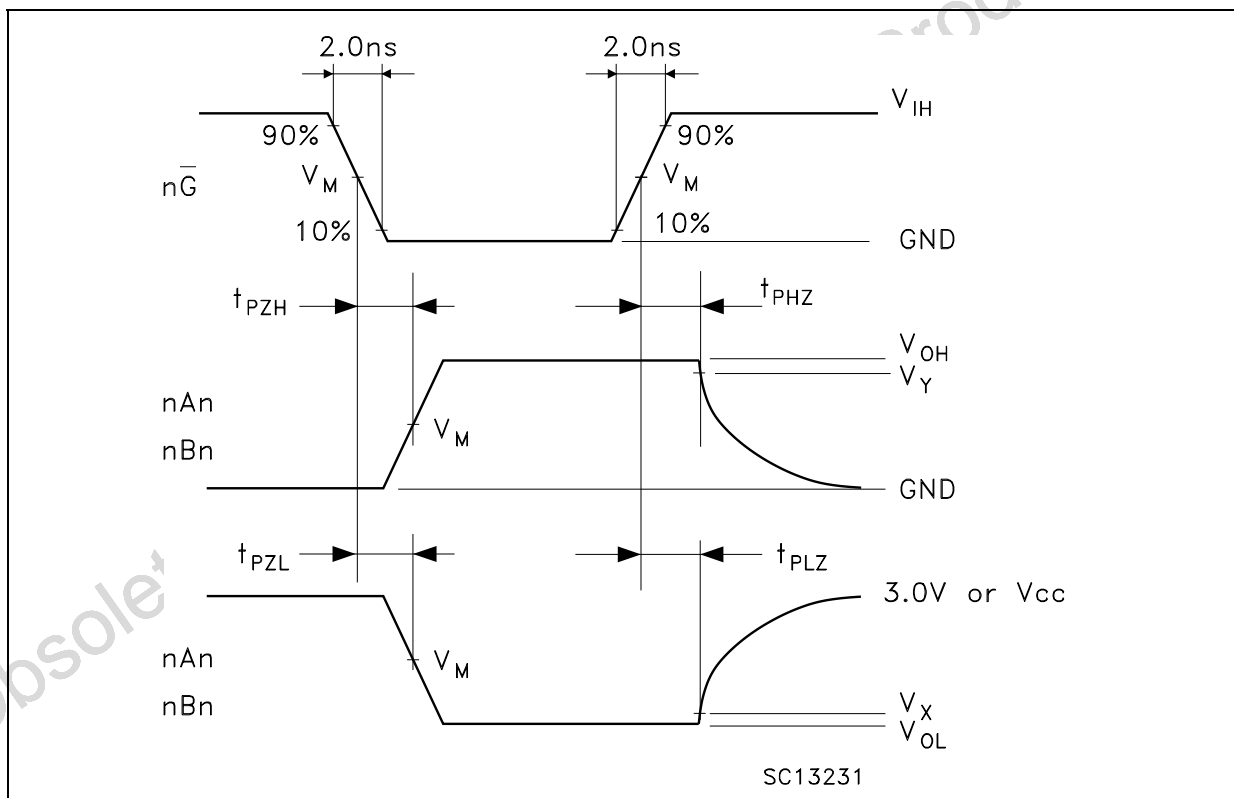 2.0ns 2.0ns
V_IH
90% 90%
nG̅ V_M V_M
10% 10%
GND
t_PZH t_PHZ
V_OH
V_Y
nAn
V_M
nBn
GND
t_PZL t_PLZ
3.0V or Vcc
nAn V_M
nBn
V_X
V_OL
SC13231